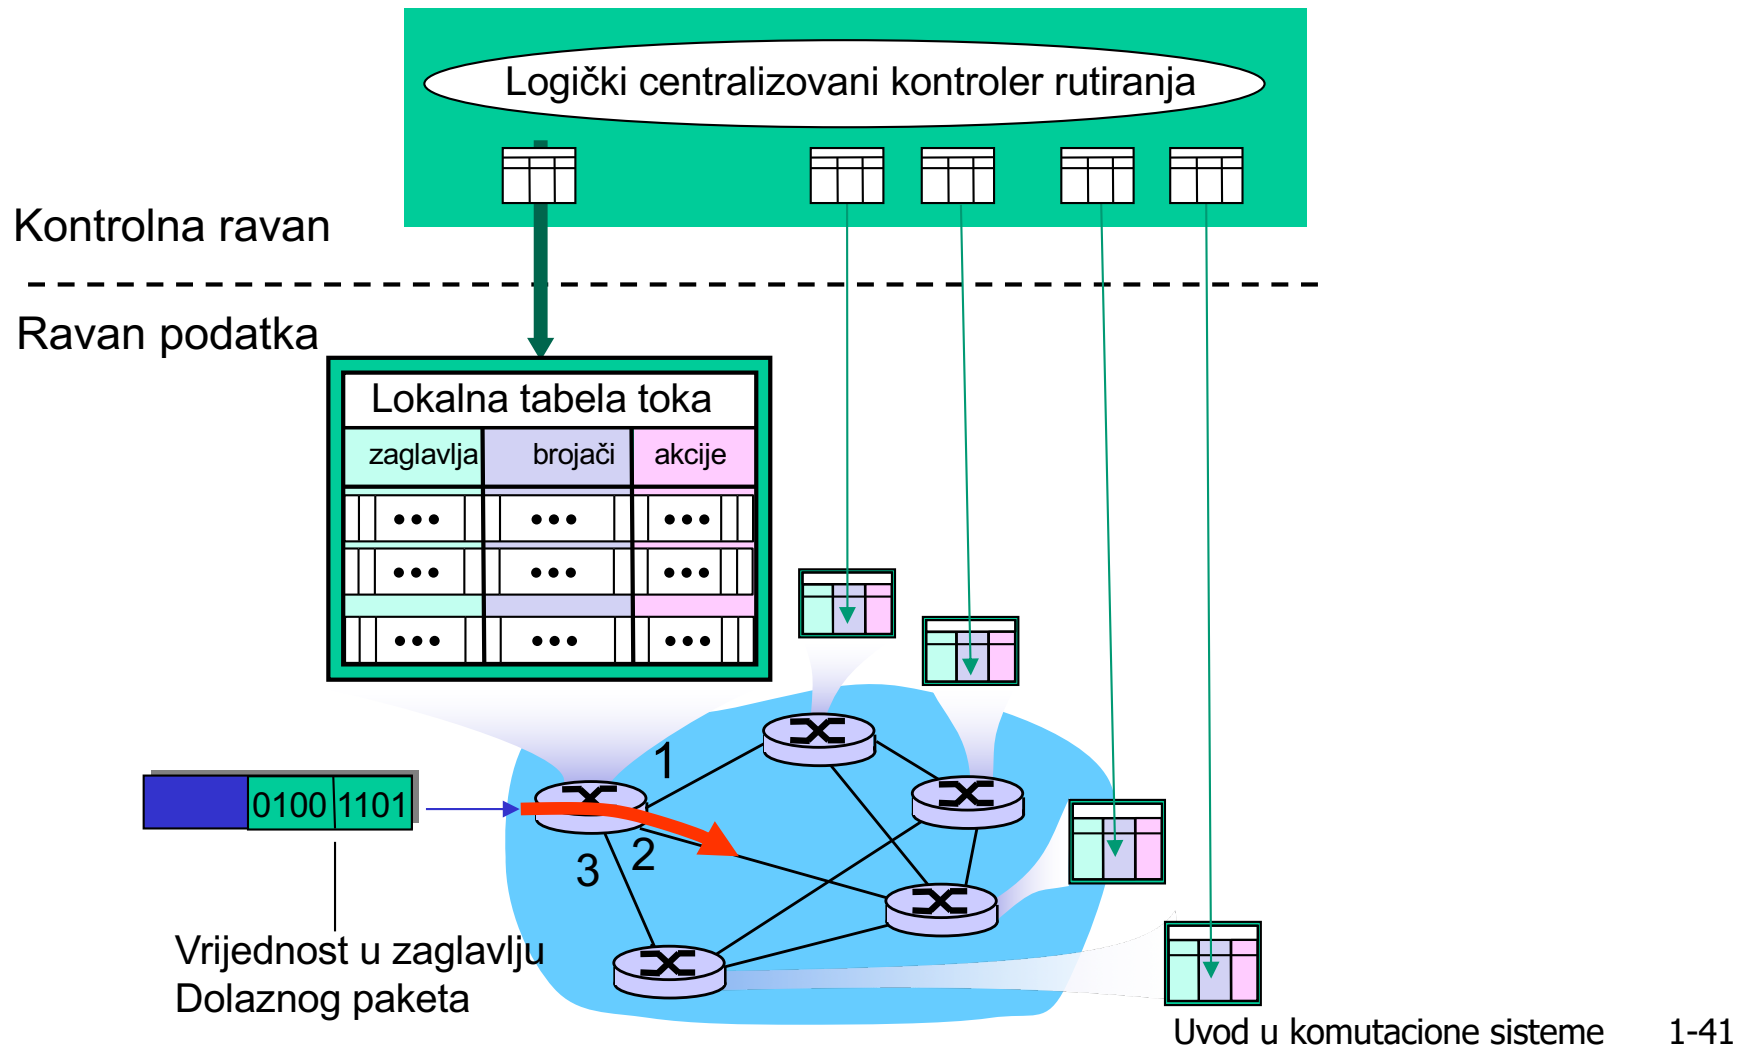 Logički centralizovani kontroler rutiranja
Kontrolna ravan
Ravan podatka
Lokalna tabela toka
zaglavlja brojači akcije
1
0100 1101
2
3
Vrijednost u zaglavlju
Dolaznog paketa
Uvod u komutacione sisteme 1-41